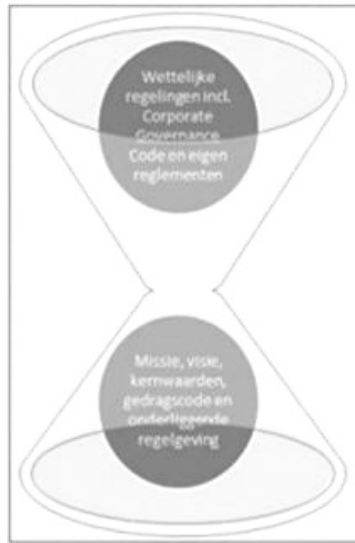 Wettelijke
regelingen incl.
Corporate
Governance
Code en eigen
reglementen
Missie, visie,
kernwaarden,
gedragscode en
onderliggende
regelgeving